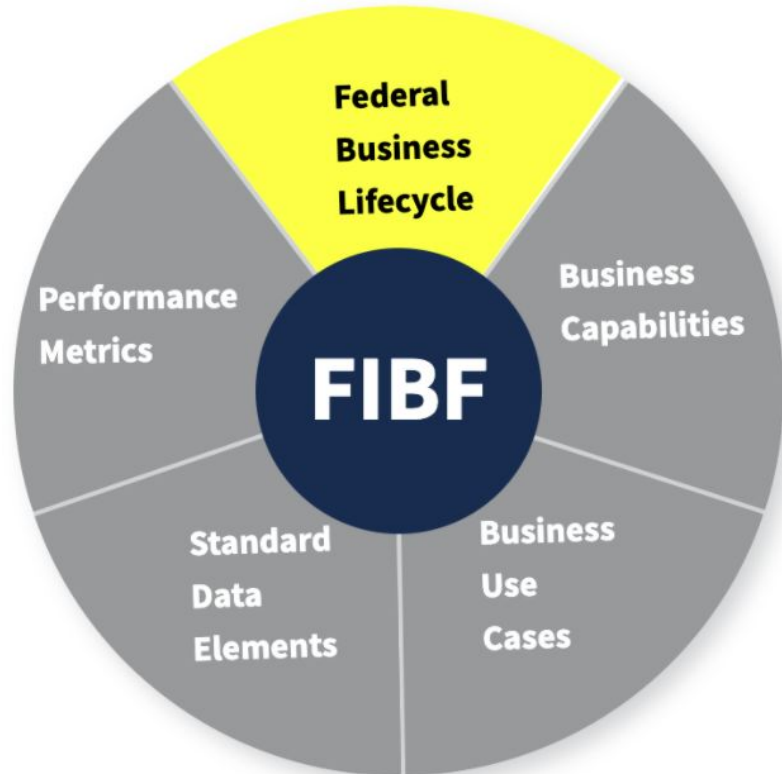 Federal
Business
Lifecycle
Business
Capabilities
Business
Use
Cases
Standard
Data
Elements
Performance
Metrics
FIBF